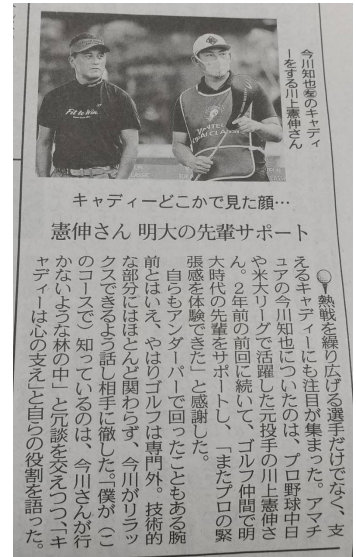 Fit to Win
今川知也㊧のキャディ
ーをする川上憲伸さん
キャディーどこかで見た顔…
憲伸さん 明大の先輩サポート
熱戦を繰り広げる選手だけでなく、支
えるキャディーにも注目が集まった。アマチ
ュアの今川知也についたのは、プロ野球中日
や米大リーグで活躍した元投手の川上憲伸さ
ん。2年前の前回に続いて、ゴルフ仲間で明
大時代の先輩をサポートし、「またプロの緊
張感を体験できた」と感謝した。
自らもアンダーパーで回ったこともある腕
前とはいえ、やはりゴルフは専門外。技術的
な部分にはほとんど関わらず、今川がリラッ
クスできるよう話し相手に徹した。「僕が（こ
のコースで）知っているのは、今川さんが行
かないような林の中」と冗談を交えつつ、「キ
ャディーは心の支え」と自らの役割を語った。